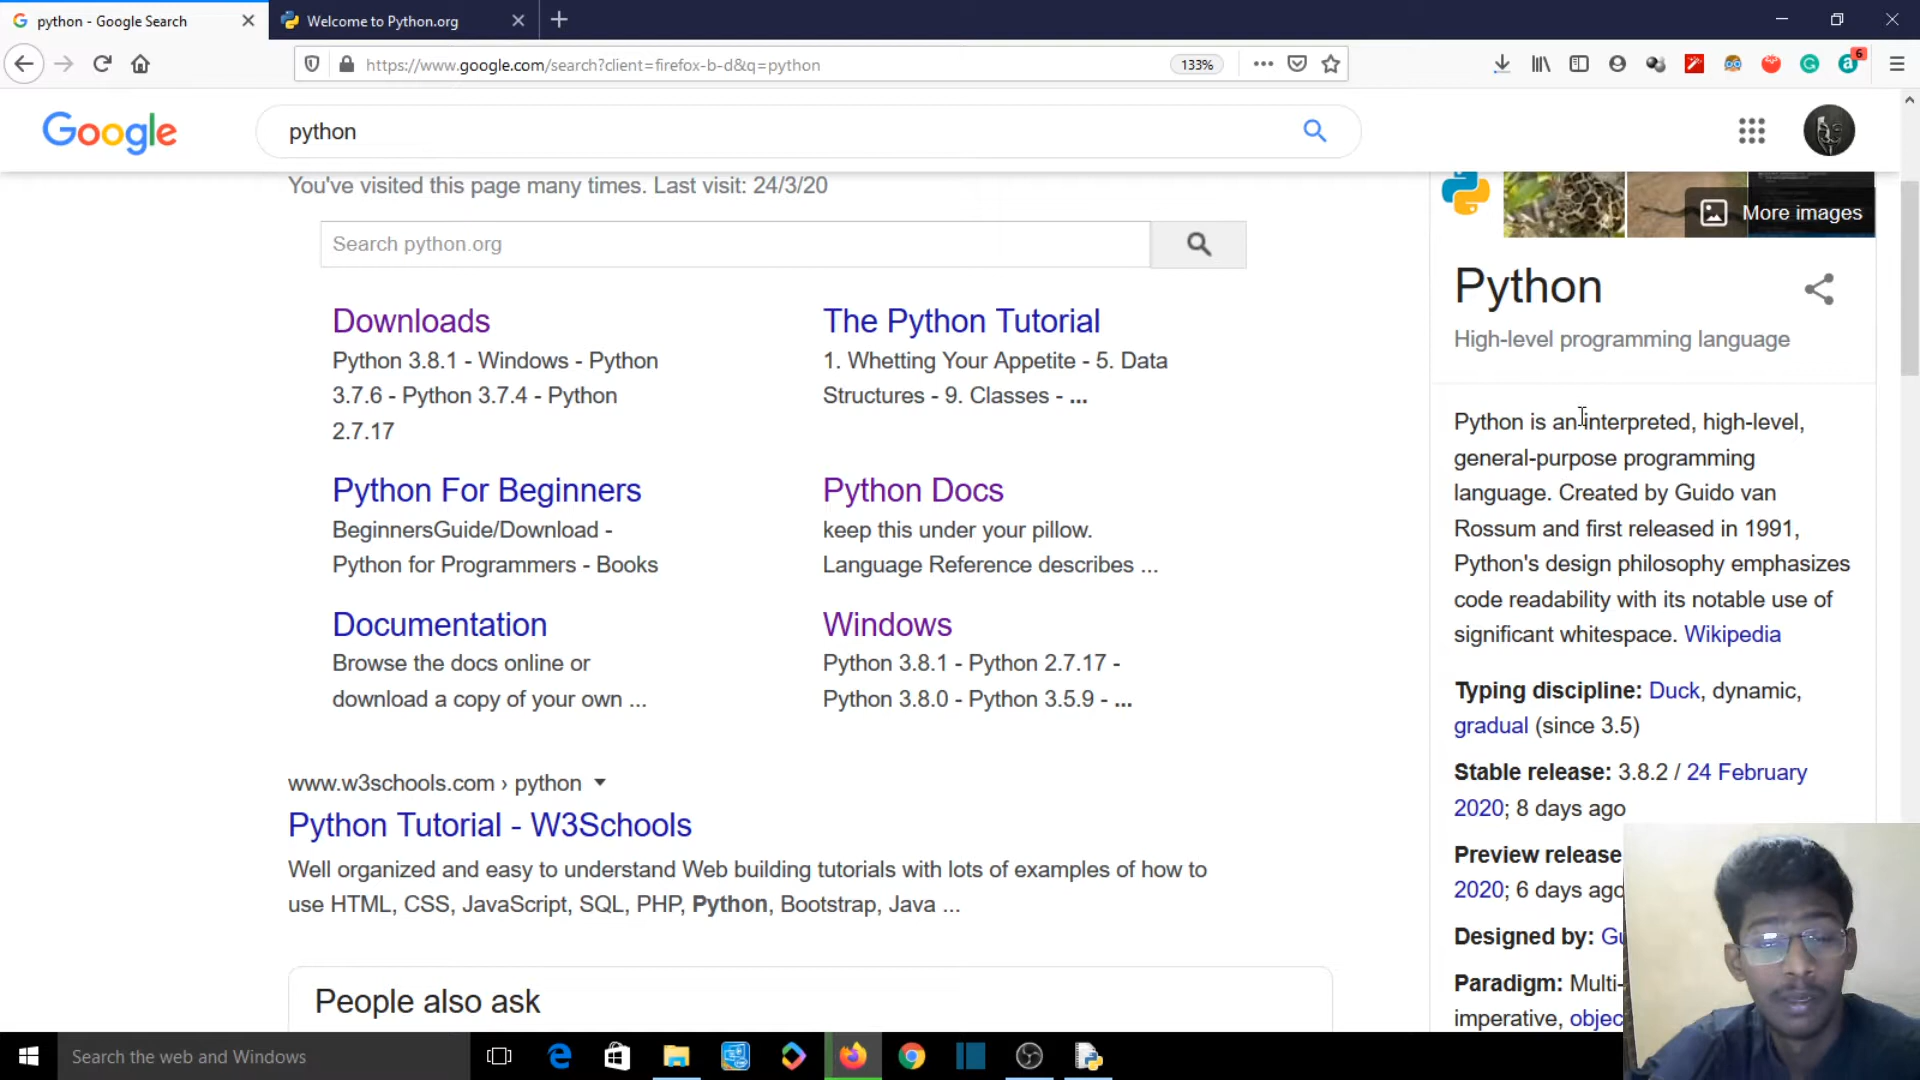 python - Google Search
Welcome to Python.org
https://www.google.com/search?client=firefox-b-d&q=python
133%
6
Google
python
You've visited this page many times. Last visit: 24/3/20
Search python.org
Downloads
Python 3.8.1 - Windows - Python
3.7.6 - Python 3.7.4 - Python
2.7.17
The Python Tutorial
1. Whetting Your Appetite - 5. Data
Structures - 9. Classes - ...
Python For Beginners
BeginnersGuide/Download -
Python for Programmers - Books
Python Docs
keep this under your pillow.
Language Reference describes ...
Documentation
Browse the docs online or
download a copy of your own ...
Windows
Python 3.8.1 - Python 2.7.17 -
Python 3.8.0 - Python 3.5.9 - ...
www.w3schools.com › python
Python Tutorial - W3Schools
Well organized and easy to understand Web building tutorials with lots of examples of how to
use HTML, CSS, JavaScript, SQL, PHP, Python, Bootstrap, Java ...
People also ask
More images
Python
High-level programming language
Python is an interpreted, high-level,
general-purpose programming
language. Created by Guido van
Rossum and first released in 1991,
Python's design philosophy emphasizes
code readability with its notable use of
significant whitespace. Wikipedia
Typing discipline: Duck, dynamic,
gradual (since 3.5)
Stable release: 3.8.2 / 24 February
2020; 8 days ago
Preview release
2020; 6 days ago
Designed by:
Paradigm: Multi-
imperative,
Search the web and Windows